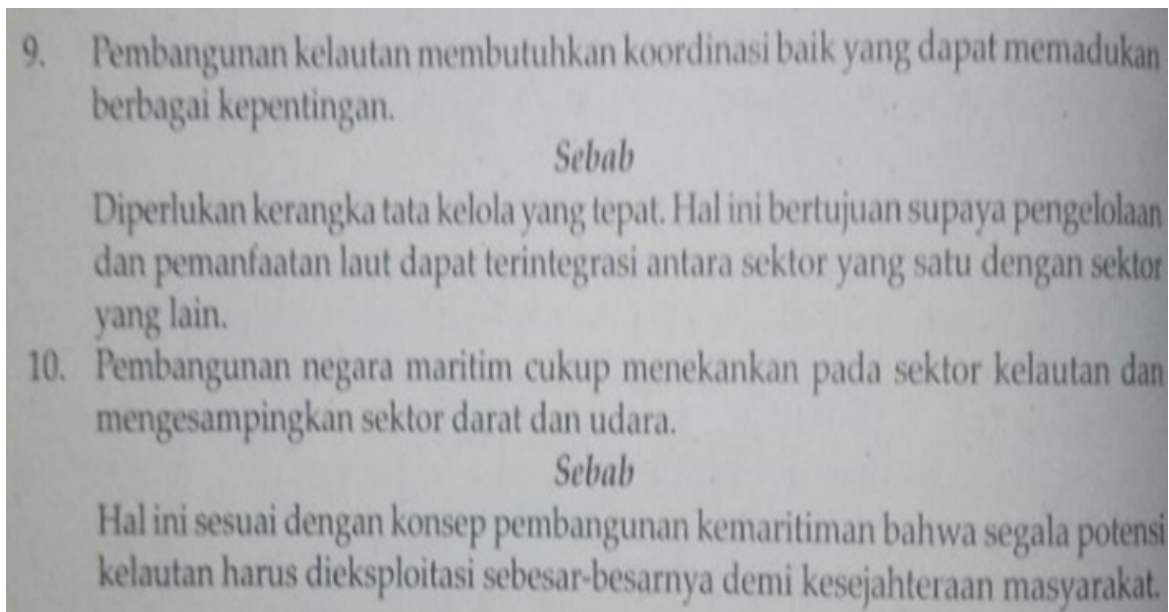 9. Pembangunan kelautan membutuhkan koordinasi baik yang dapat memadukan
berbagai kepentingan.
Sebab
Diperlukan kerangka tata kelola yang tepat. Hal ini bertujuan supaya pengelolaan
dan pemanfaatan laut dapat terintegrasi antara sektor yang satu dengan sektor
yang lain.
10. Pembangunan negara maritim cukup menekankan pada sektor kelautan dan
mengesampingkan sektor darat dan udara.
Sebab
Hal ini sesuai dengan konsep pembangunan kemaritiman bahwa segala potensi
kelautan harus dieksploitasi sebesar-besarnya demi kesejahteraan masyarakat.